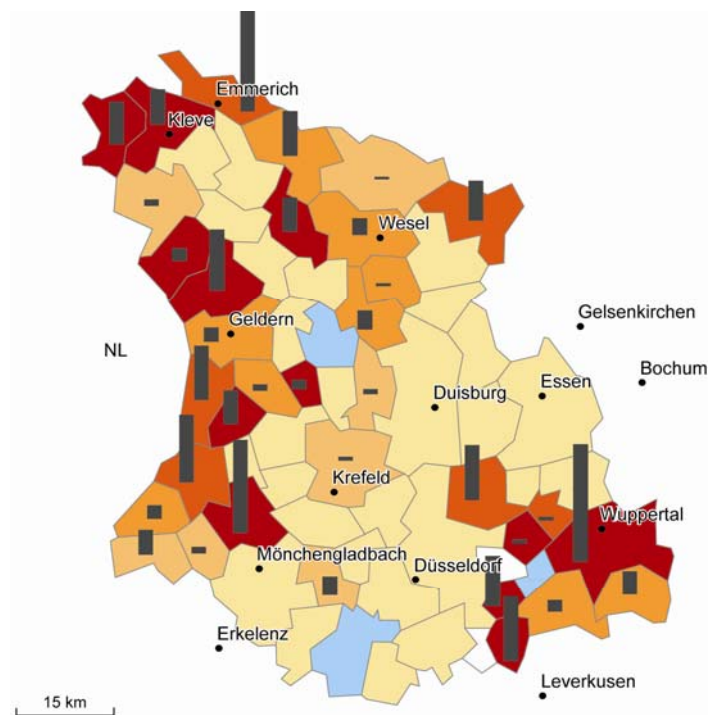 Emmerich
Kleve
Wesel
Gelsenkirchen
Geldern
NL
Bochum
Essen
Duisburg
Krefeld
Wuppertal
Mönchengladbach
Düsseldorf
Erkelenz
Leverkusen
15 km